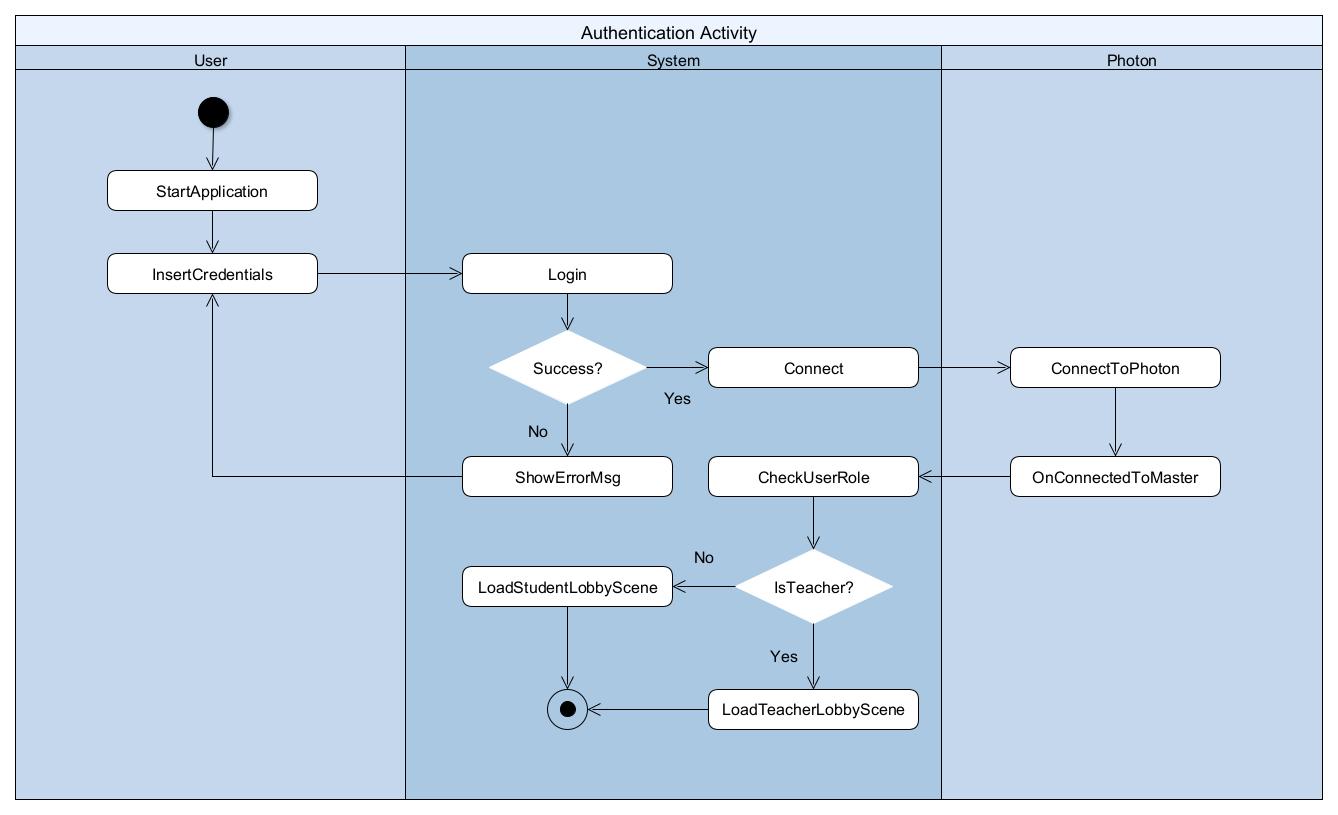 Authentication Activity
User
System
Photon
StartApplication
InsertCredentials
Login
Success?
Yes
Connect
ConnectToPhoton
No
ShowErrorMsg
CheckUserRole
OnConnectedToMaster
No
LoadStudentLobbyScene
IsTeacher?
Yes
LoadTeacherLobbyScene